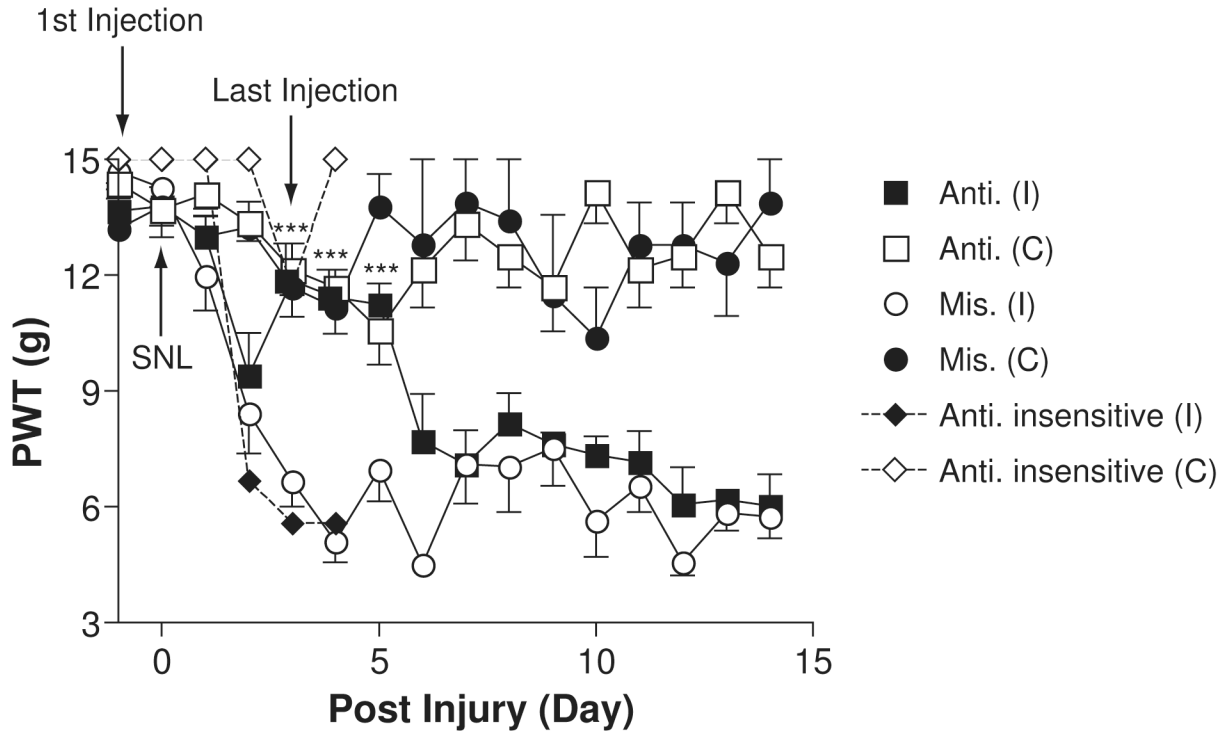 1st Injection
Last Injection
15
***
***
***
12
SNL
9
6
3
0
5
10
15
PWT (g)
Post Injury (Day)
Anti. (I)
Anti. (C)
Mis. (I)
Mis. (C)
Anti. insensitive (I)
Anti. insensitive (C)